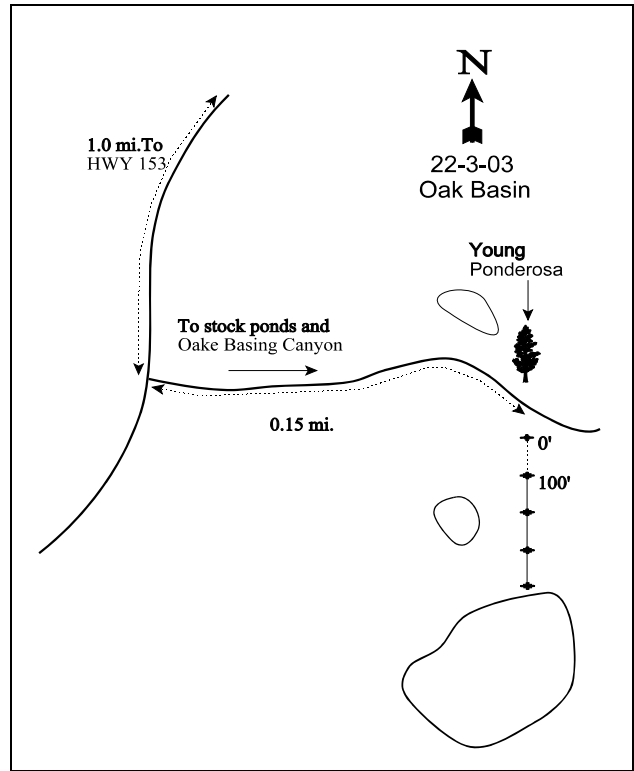 N
22-3-03
Oak Basin
1.0 mi.To
HWY 153
Young
Ponderosa
To stock ponds and
Oake Basing Canyon
0.15 mi.
0'
100'